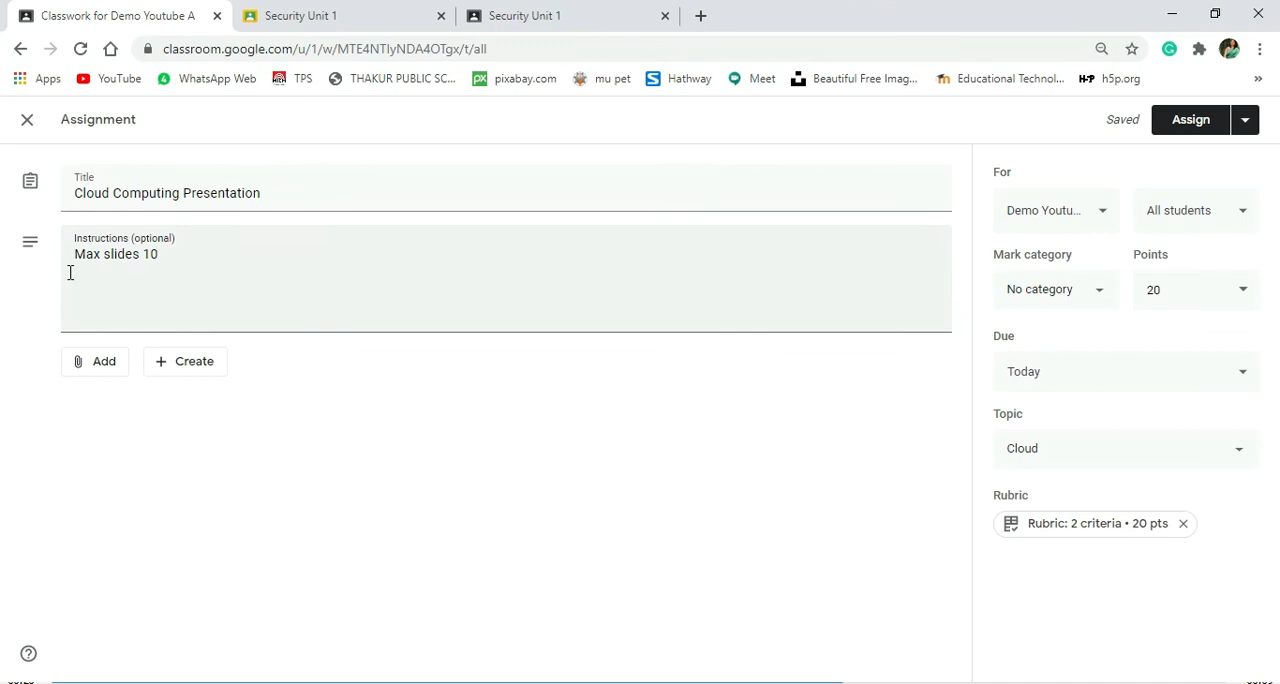 Classwork for Demo Youtube A
Security Unit 1
Security Unit 1
classroom.google.com/u/1/w/MTE4NTIyNDA4OTgx/t/all
Apps YouTube WhatsApp Web TPS THAKUR PUBLIC SC... pixabay.com mu pet Hathway Meet Beautiful Free Imag... Educational Technol... H5P h5p.org »
Assignment
Saved
Assign
Title
Cloud Computing Presentation
Instructions (optional)
Max slides 10
Add
+ Create
For
Demo Youtu...
All students
Mark category
Points
No category
20
Due
Today
Topic
Cloud
Rubric
Rubric: 2 criteria • 20 pts